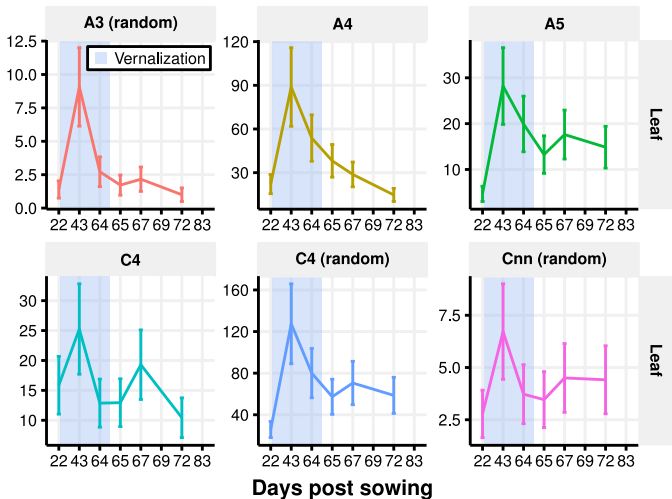 A3 (random) A4 A5
Vernalization
12.5 10.0 7.5 5.0 2.5 0.0
120 90 60 30
30 20 10
Leaf
22 43 64 65 67 69 72 83 22 43 64 65 67 69 72 83 22 43 64 65 67 69 72 83
C4 C4 (random) Cnn (random)
30 25 20 15 10
160 120 80 40
7.5 5.0 2.5
Leaf
22 43 64 65 67 69 72 83 22 43 64 65 67 69 72 83 22 43 64 65 67 69 72 83
Days post sowing